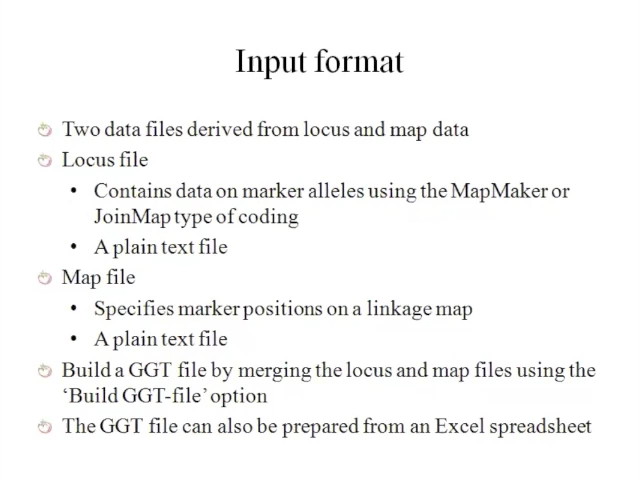 Input format
Two data files derived from locus and map data
Locus file
• Contains data on marker alleles using the MapMaker or
JoinMap type of coding
• A plain text file
Map file
• Specifies marker positions on a linkage map
• A plain text file
Build a GGT file by merging the locus and map files using the
‘Build GGT-file’ option
The GGT file can also be prepared from an Excel spreadsheet